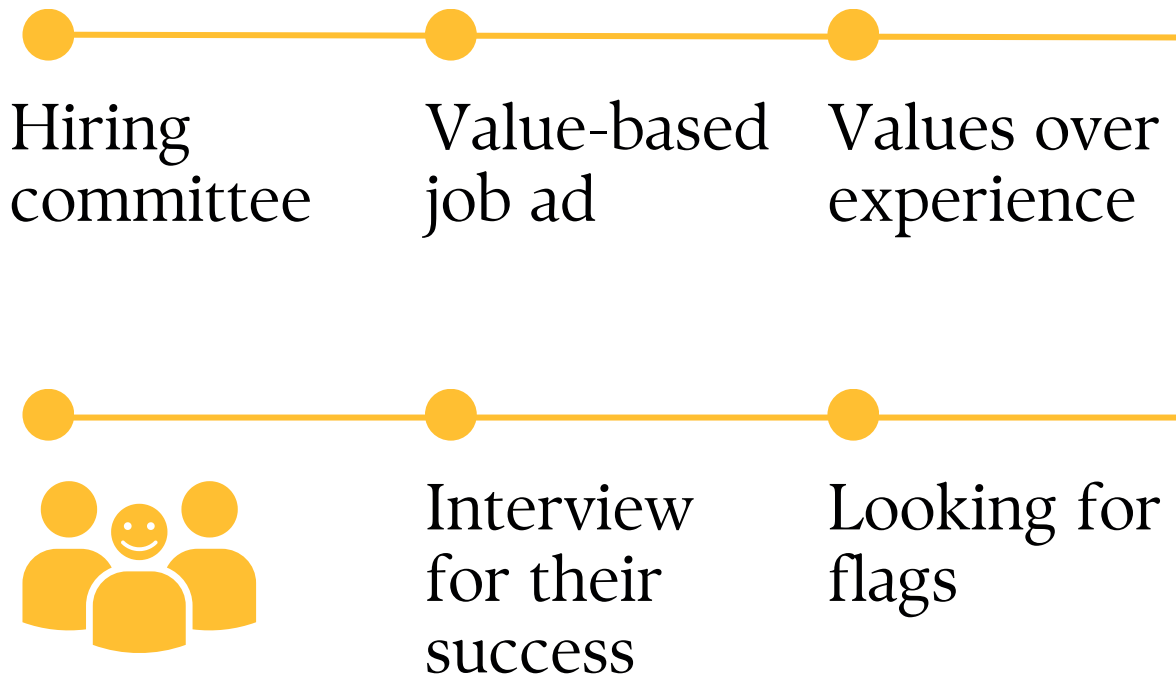 Hiring
committee
Value-based
job ad
Values over
experience
Interview
for their
success
Looking for
flags